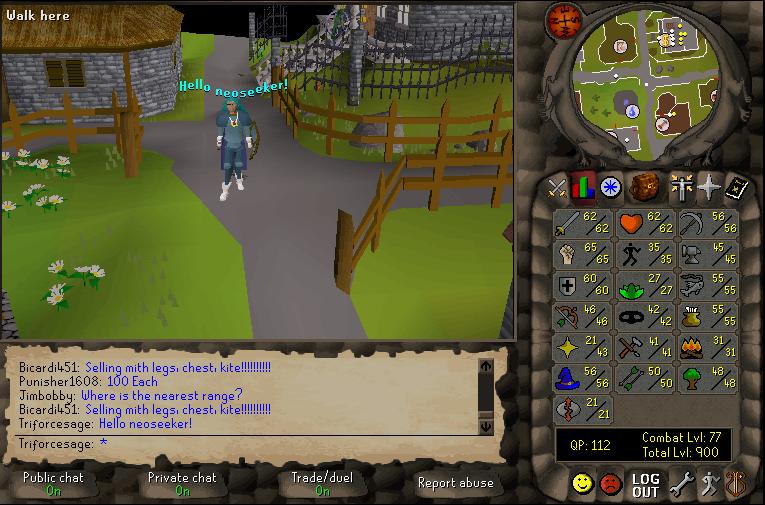 Walk here
Hello neoseeker!
62/62 62/62 56/56
65/65 35/35 45/45
60/60 27/27 55/55
46/46 42/42 55/55
21/43 41/41 31/31
56/56 50/50 48/48
21/21
QP: 112
Combat Lvl: 77
Total Lvl: 900
Bicardi451: Selling mith legs, chest, kite!!!!!!!!!!
Punisher1608: 100 Each
Jimbobby: Where is the nearest range?
Bicardi451: Selling mith legs, chest, kite!!!!!!!!!!
Triforcesage: Hello neoseeker!
Triforcesage: *
Public chat
On
Private chat
On
Trade/duel
On
Report abuse
LOG
OUT